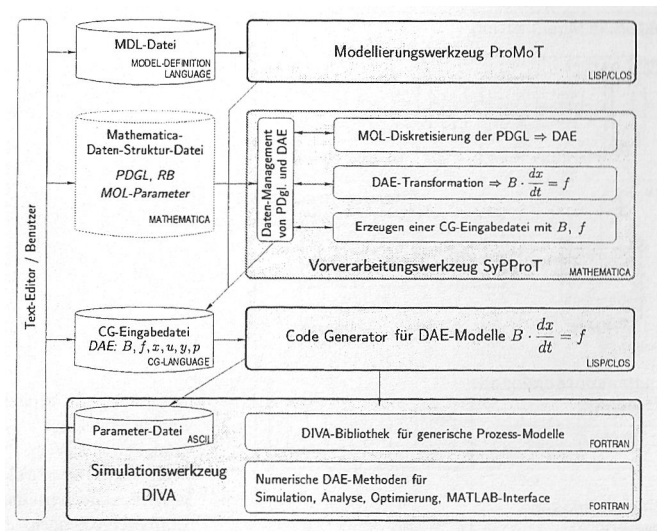 Text-Editor / Benutzer
MDL-Datei
MODEL-DEFINITION
LANGUAGE
Modellierungswerkzeug ProMoT
LISP/CLOS
Mathematica-
Daten-Struktur-Datei
PDGL, RB
MOL-Parameter
MATHEMATICA
Daten-Management
von PDgl. und DAE
MOL-Diskretisierung der PDGL ⇒ DAE
DAE-Transformation ⇒ B · dx/dt = f
Erzeugen einer CG-Eingabedatei mit B, f
Vorverarbeitungswerkzeug SyPProT
MATHEMATICA
CG-Eingabedatei
DAE: B, f, x, u, y, p
CG-LANGUAGE
Code Generator für DAE-Modelle B · dx/dt = f
LISP/CLOS
Parameter-Datei
ASCII
Simulationswerkzeug
DIVA
DIVA-Bibliothek für generische Prozess-Modelle
FORTRAN
Numerische DAE-Methoden für
Simulation, Analyse, Optimierung, MATLAB-Interface
FORTRAN